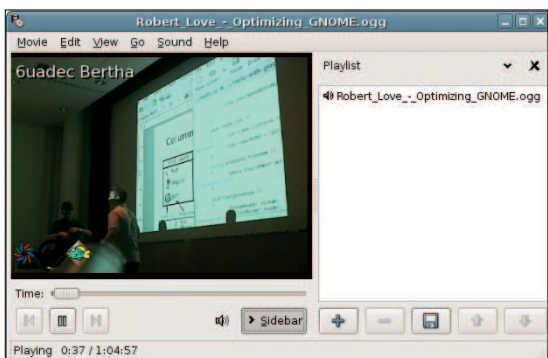 Robert_Love_-_Optimizing_GNOME.ogg
Movie Edit View Go Sound Help
6uadec Bertha
Playlist
Robert_Love_-_Optimizing_GNOME.ogg
Time:
Sidebar
Playing 0:37 / 1:04:57